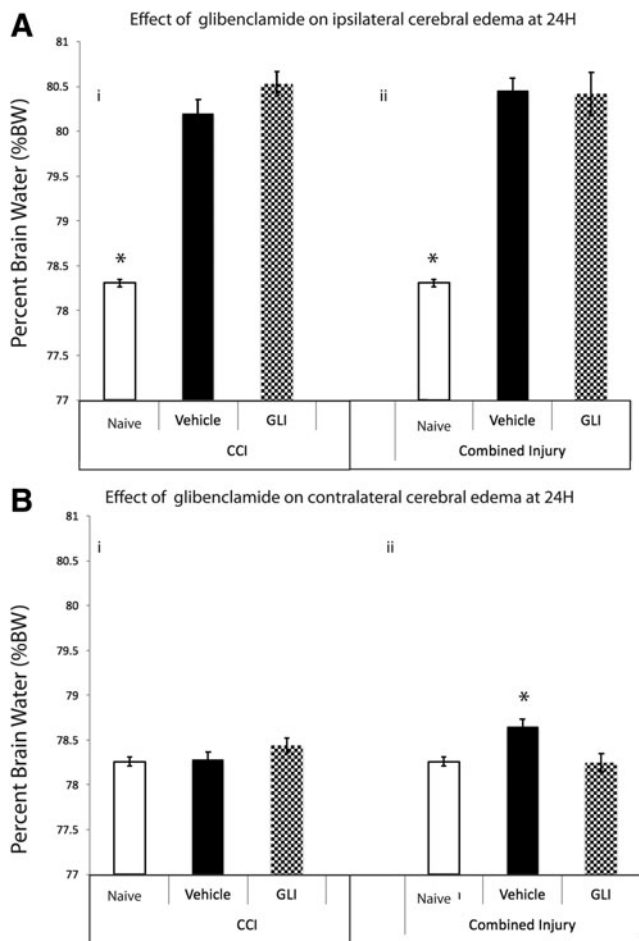 A
Effect of glibenclamide on ipsilateral cerebral edema at 24H
Percent Brain Water (%BW)
81
80.5
80
79.5
79
78.5
78
77.5
77
i
ii
*
*
Naive Vehicle GLI Naive Vehicle GLI
CCI Combined Injury
B
Effect of glibenclamide on contralateral cerebral edema at 24H
Percent Brain Water (%BW)
81
80.5
80
79.5
79
78.5
78
77.5
77
i
ii
*
Naive Vehicle GLI Naive Vehicle GLI
CCI Combined Injury